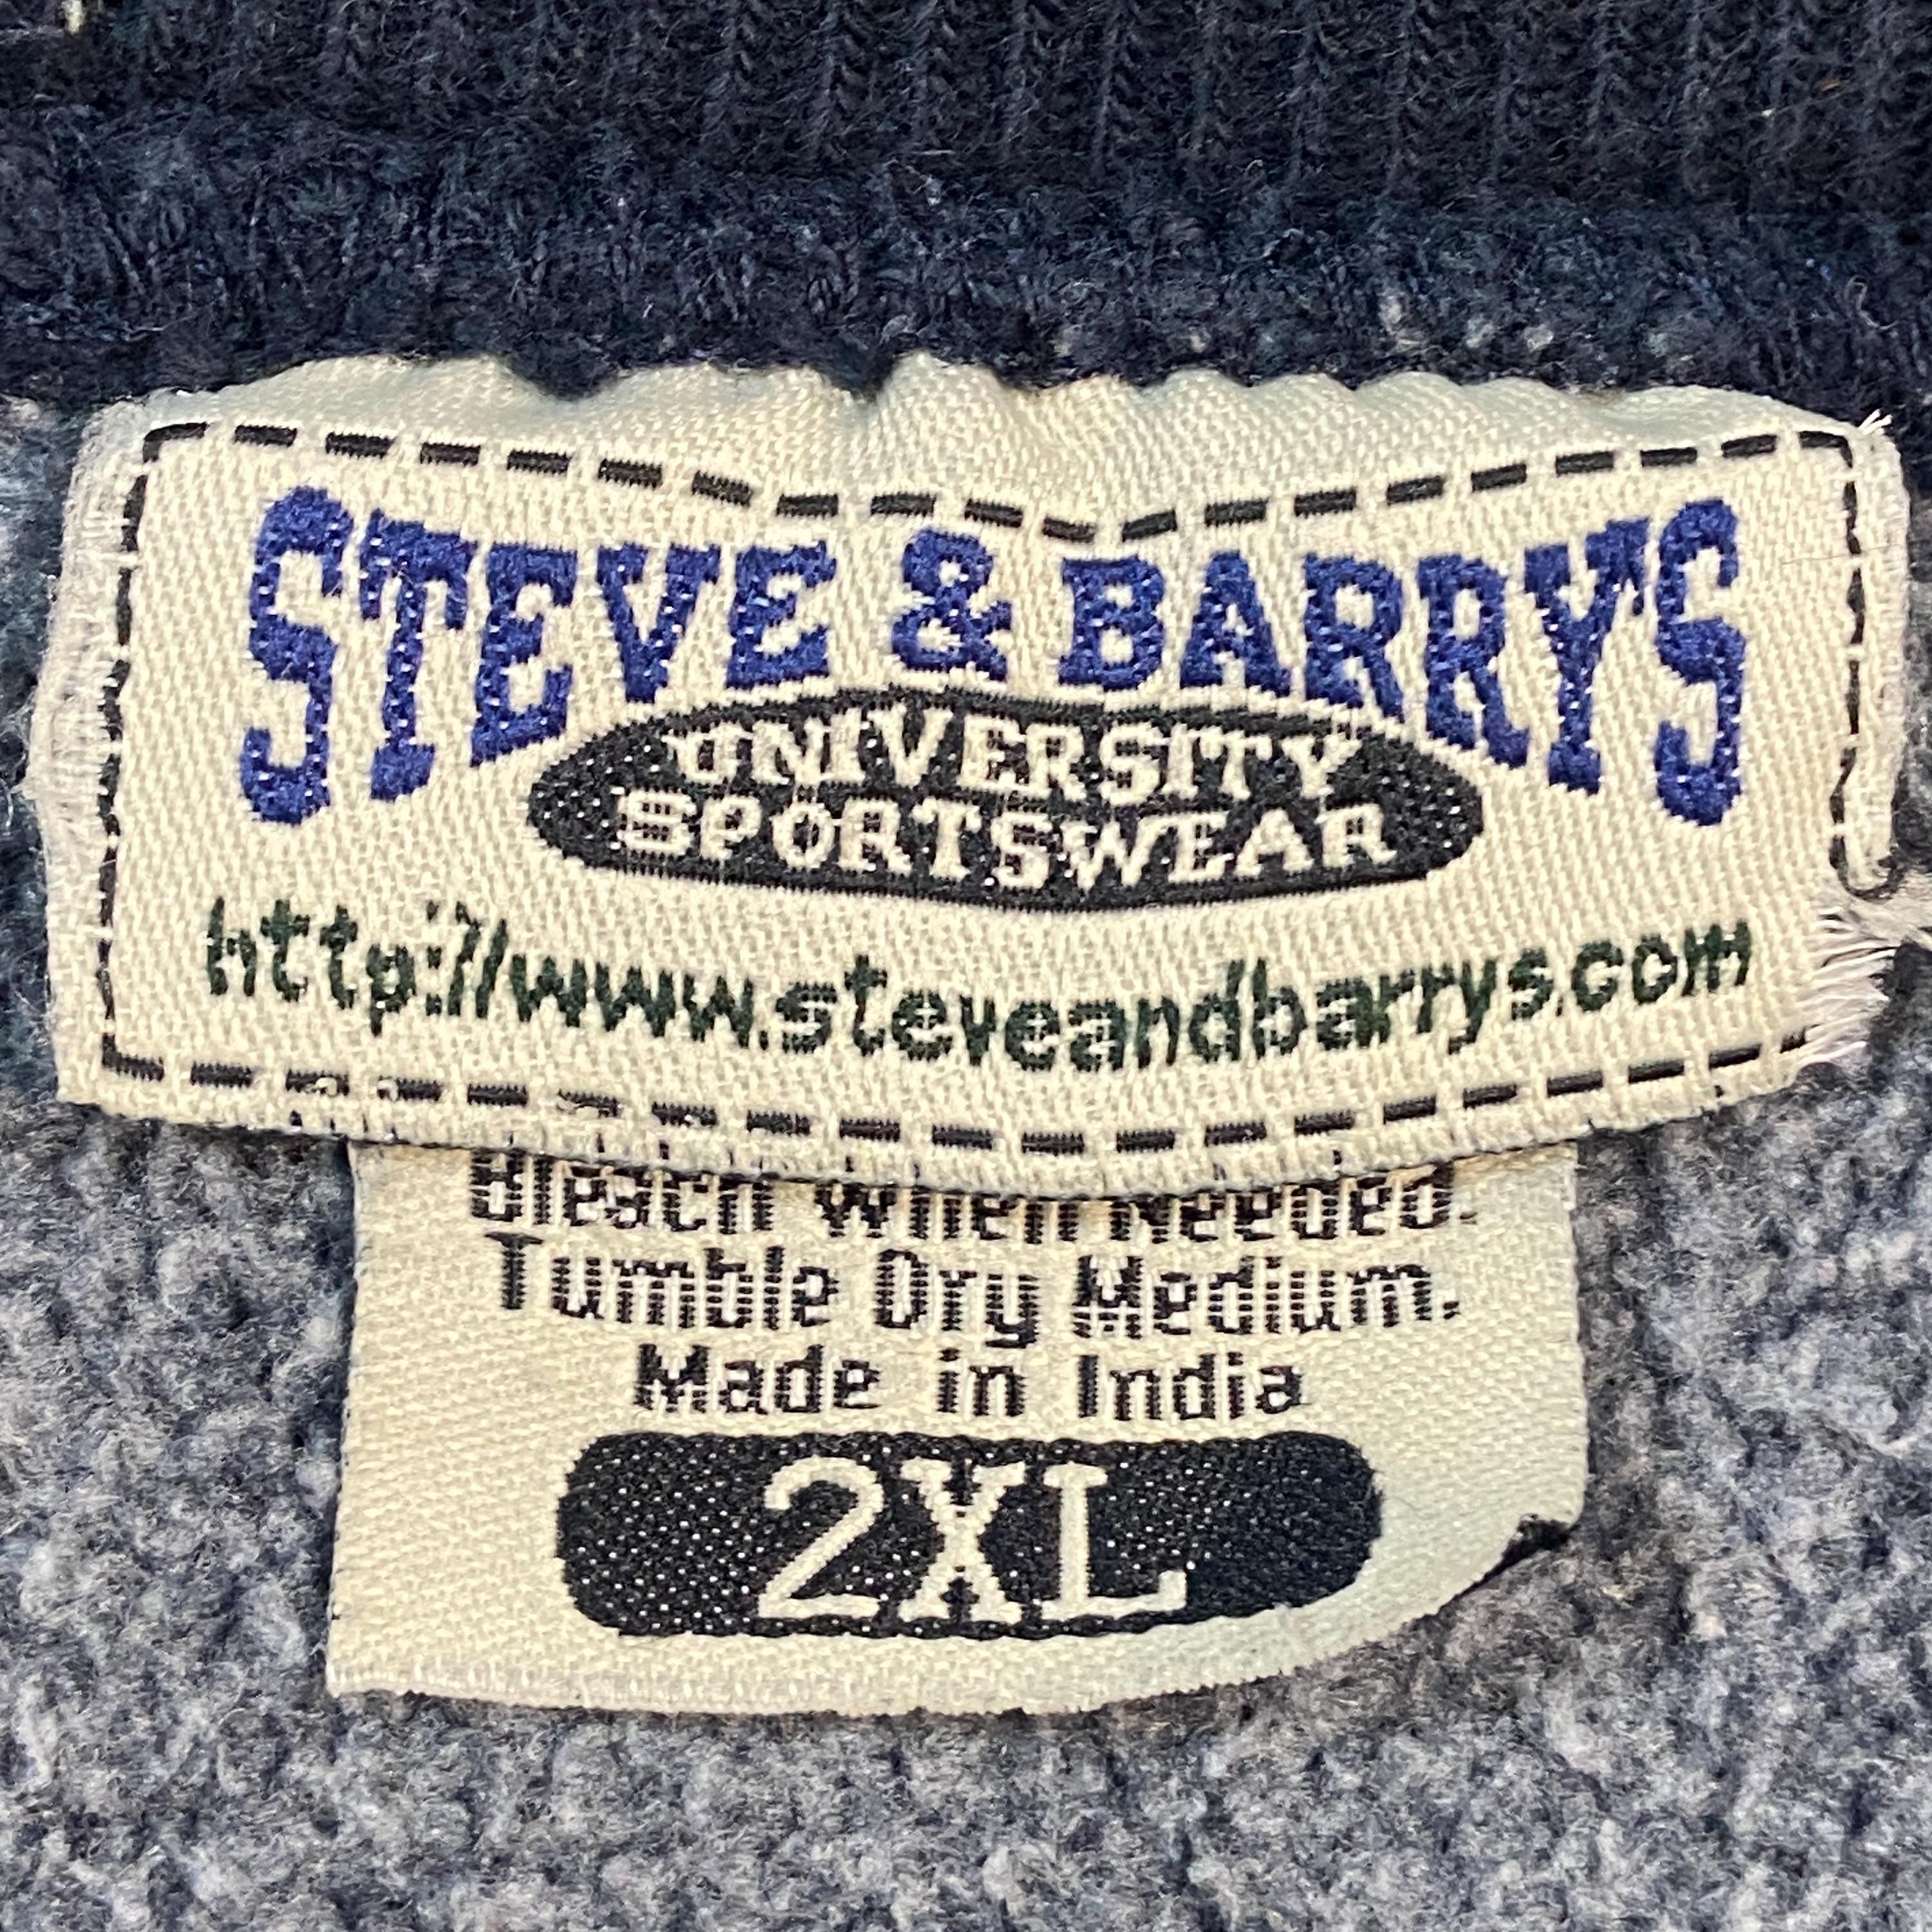 STEVE & BARRY'S
UNIVERSITY
SPORTSWEAR
http://www.steveandbarrys.com
Bleach When Needed.
Tumble Dry Medium.
Made in India
2XL